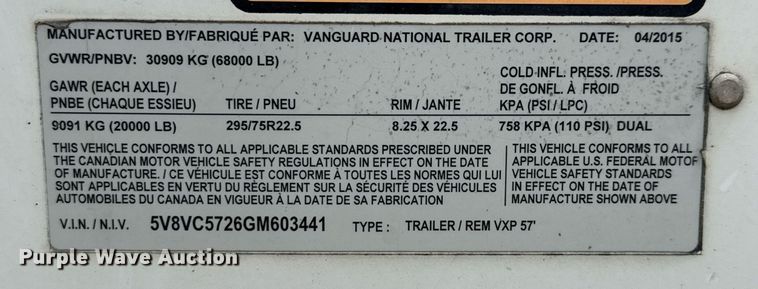 MANUFACTURED BY/FABRIQUÉ PAR: VANGUARD NATIONAL TRAILER CORP. DATE: 04/2015
GVWR/PNBV: 30909 KG (68000 LB)
GAWR (EACH AXLE) /
PNBE (CHAQUE ESSIEU) TIRE / PNEU RIM / JANTE
COLD INFL. PRESS. /PRESS.
DE GONFL. À FROID
KPA (PSI / LPC)
9091 KG (20000 LB) 295/75R22.5 8.25 X 22.5 758 KPA (110 PSI) DUAL
THIS VEHICLE CONFORMS TO ALL APPLICABLE STANDARDS PRESCRIBED UNDER
THE CANADIAN MOTOR VEHICLE SAFETY REGULATIONS IN EFFECT ON THE DATE
OF MANUFACTURE. / CE VÉHICULE EST CONFORME À TOUTES LES NORMES QUI LUI
SONT APPLICABLES EN VERTU DU RÈGLEMENT SUR LA SÉCURITÉ DES VÉHICULES
AUTOMOBILES DU CANADA EN VIGUEUR À LA DATE DE SA FABRICATION
THIS VEHICLE CONFORMS TO ALL
APPLICABLE U.S. FEDERAL MOTOR
VEHICLE SAFETY STANDARDS
IN EFFECT ON THE DATE OF
MANUFACTURE SHOWN ABOVE
V.I.N. / N.I.V. 5V8VC5726GM603441 TYPE : TRAILER / REM VXP 57'
Purple Wave Auction